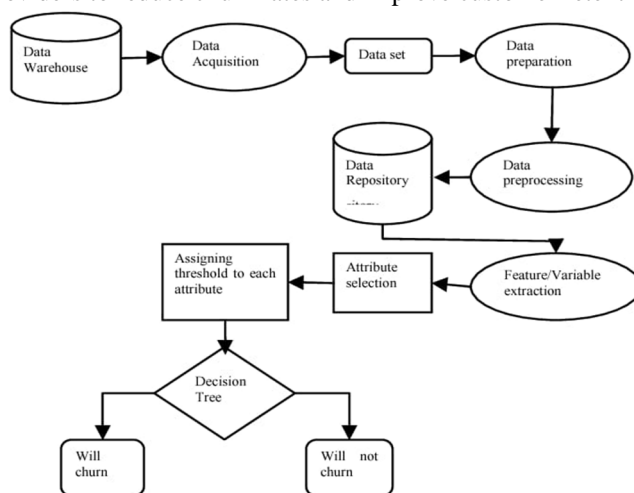 Data
Warehouse
Data
Acquisition
Data set
Data
preparation
Data
Repository
Data
preprocessing
Assigning
threshold to each
attribute
Attribute
selection
Feature/Variable
extraction
Decision
Tree
Will
churn
Will not
churn